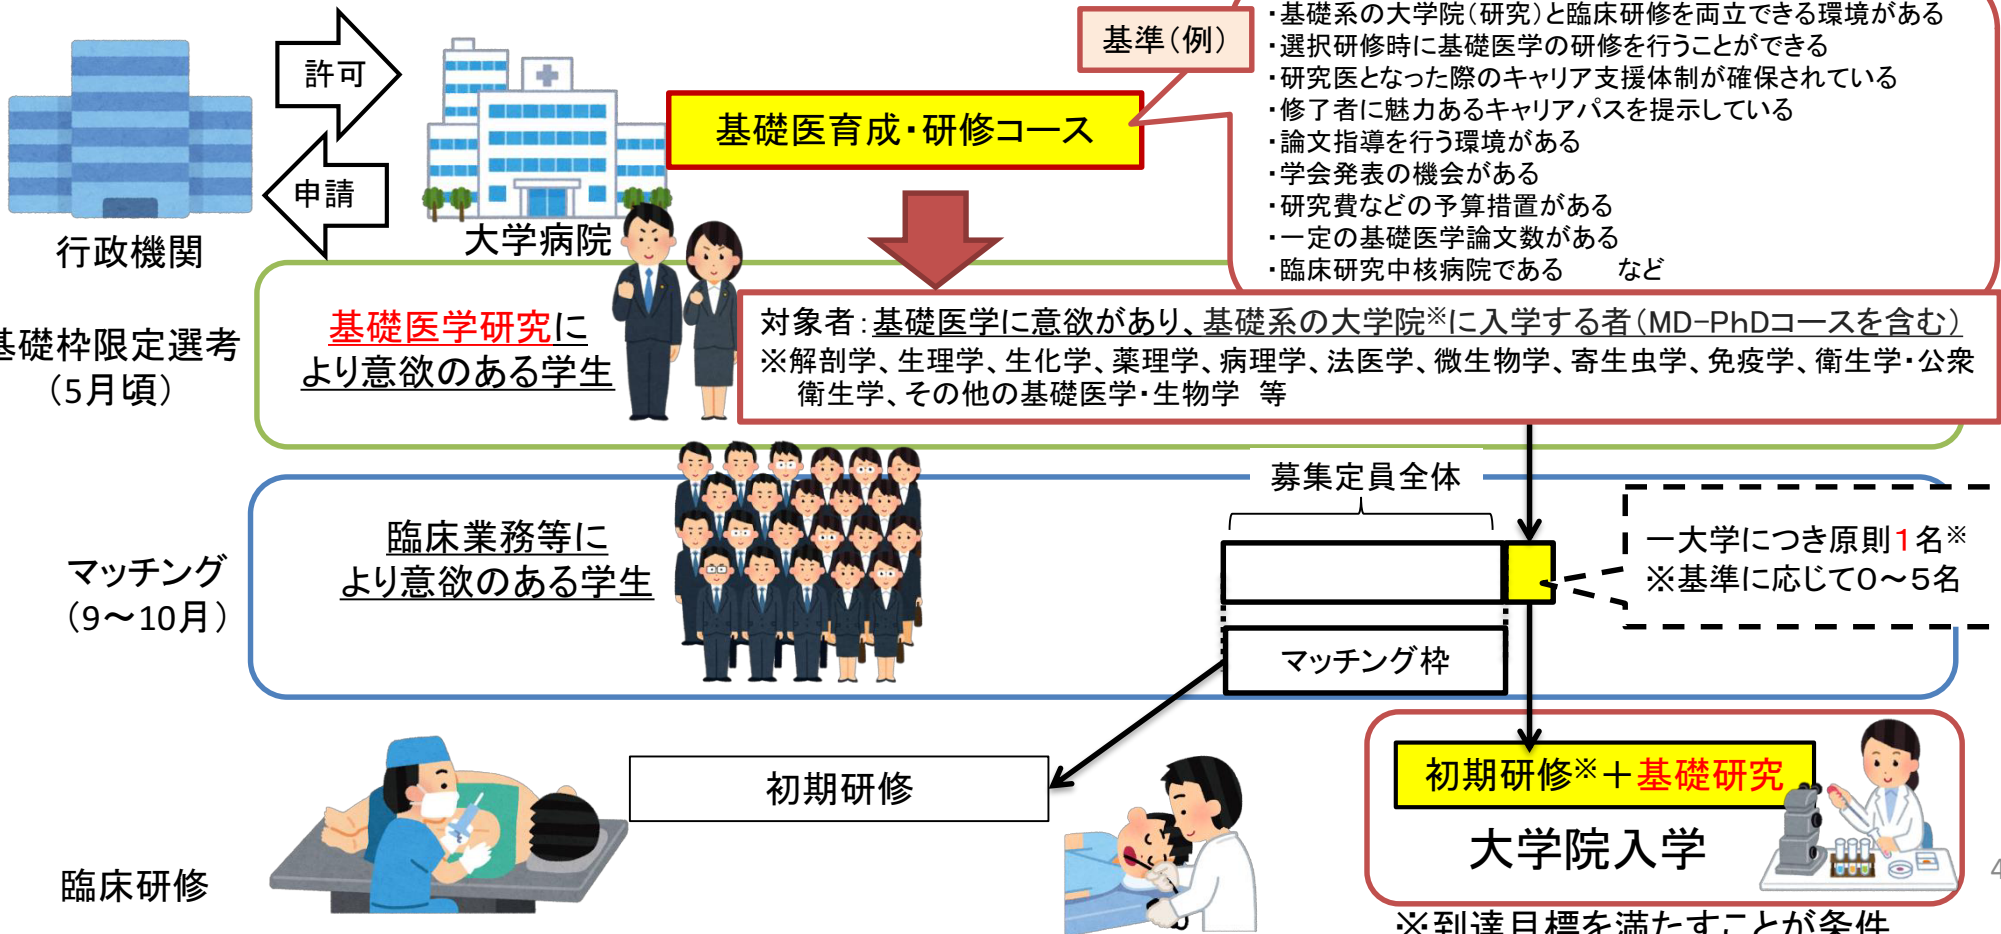 許可
申請
行政機関
大学病院
基礎医育成・研修コース
基準(例)
・基礎系の大学院(研究)と臨床研修を両立できる環境がある
・選択研修時に基礎医学の研修を行うことができる
・研究医となった際のキャリア支援体制が確保されている
・修了者に魅力あるキャリアパスを提示している
・論文指導を行う環境がある
・学会発表の機会がある
・研究費などの予算措置がある
・一定の基礎医学論文数がある
・臨床研究中核病院である　　など
基礎枠限定選考
(5月頃)
基礎医学研究に
より意欲のある学生
対象者:基礎医学に意欲があり、基礎系の大学院※に入学する者(MD-PhDコースを含む)
※解剖学、生理学、生化学、薬理学、病理学、法医学、微生物学、寄生虫学、免疫学、衛生学・公衆
衛生学、その他の基礎医学・生物学　等
マッチング
(9〜10月)
臨床業務等に
より意欲のある学生
募集定員全体
マッチング枠
一大学につき原則1名※
※基準に応じて0〜5名
臨床研修
初期研修
初期研修※+基礎研究
大学院入学
※到達目標を満たすことが条件
4